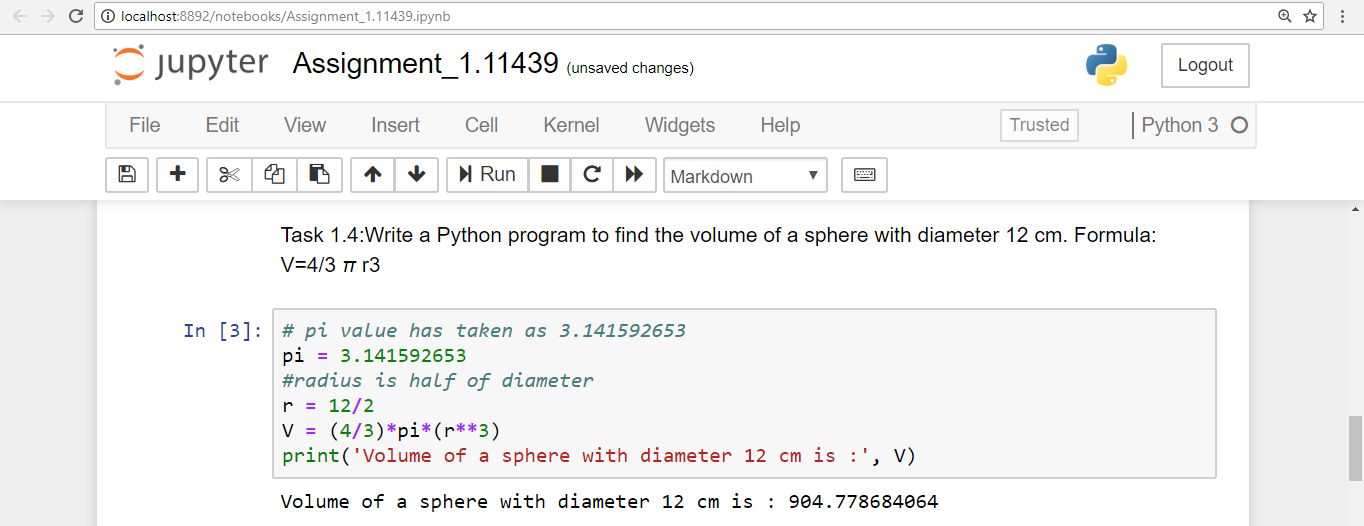 localhost:8892/notebooks/Assignment_1.11439.ipynb
jupyter Assignment_1.11439 (unsaved changes) Logout
File Edit View Insert Cell Kernel Widgets Help Trusted Python 3
Run Markdown
Task 1.4:Write a Python program to find the volume of a sphere with diameter 12 cm. Formula:
V=4/3 π r3
In [3]: # pi value has taken as 3.141592653
pi = 3.141592653
#radius is half of diameter
r = 12/2
V = (4/3)*pi*(r**3)
print('Volume of a sphere with diameter 12 cm is :', V)
Volume of a sphere with diameter 12 cm is : 904.778684064